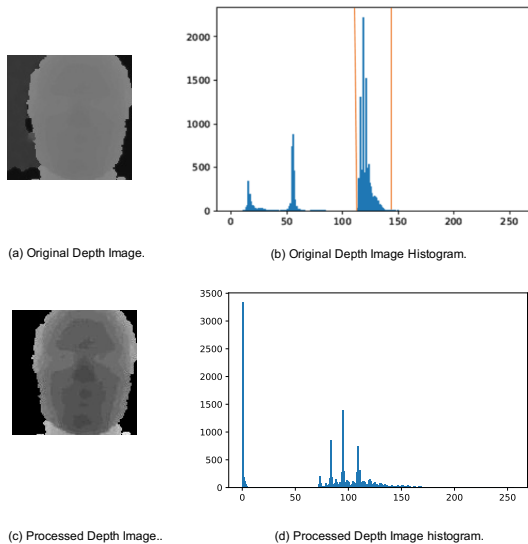 2000
1500
1000
500
0
0 50 100 150 200 250
(a) Original Depth Image.
(b) Original Depth Image Histogram.
3500
3000
2500
2000
1500
1000
500
0
0 50 100 150 200 250
(c) Processed Depth Image..
(d) Processed Depth Image histogram.